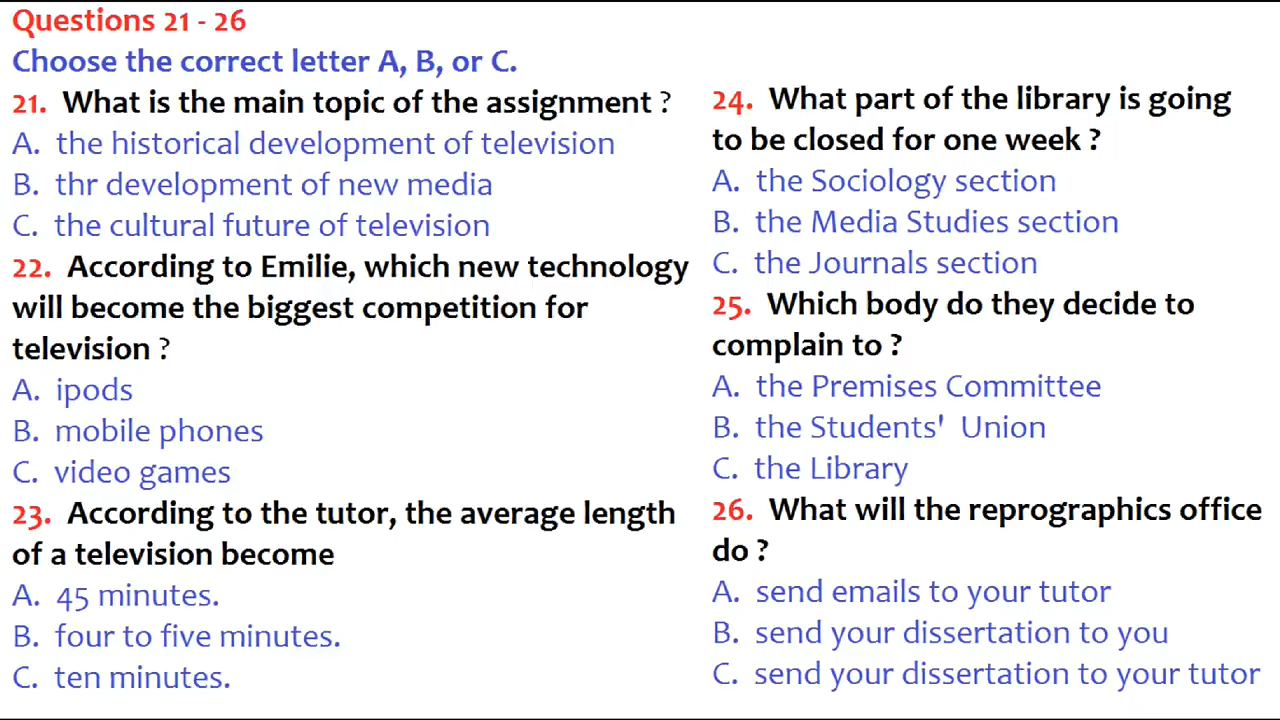 Questions 21 - 26
Choose the correct letter A, B, or C.
21. What is the main topic of the assignment ?
A. the historical development of television
B. thr development of new media
C. the cultural future of television
22. According to Emilie, which new technology
will become the biggest competition for
television ?
A. ipods
B. mobile phones
C. video games
23. According to the tutor, the average length
of a television become
A. 45 minutes.
B. four to five minutes.
C. ten minutes.
24. What part of the library is going
to be closed for one week ?
A. the Sociology section
B. the Media Studies section
C. the Journals section
25. Which body do they decide to
complain to ?
A. the Premises Committee
B. the Students' Union
C. the Library
26. What will the reprographics office
do ?
A. send emails to your tutor
B. send your dissertation to you
C. send your dissertation to your tutor